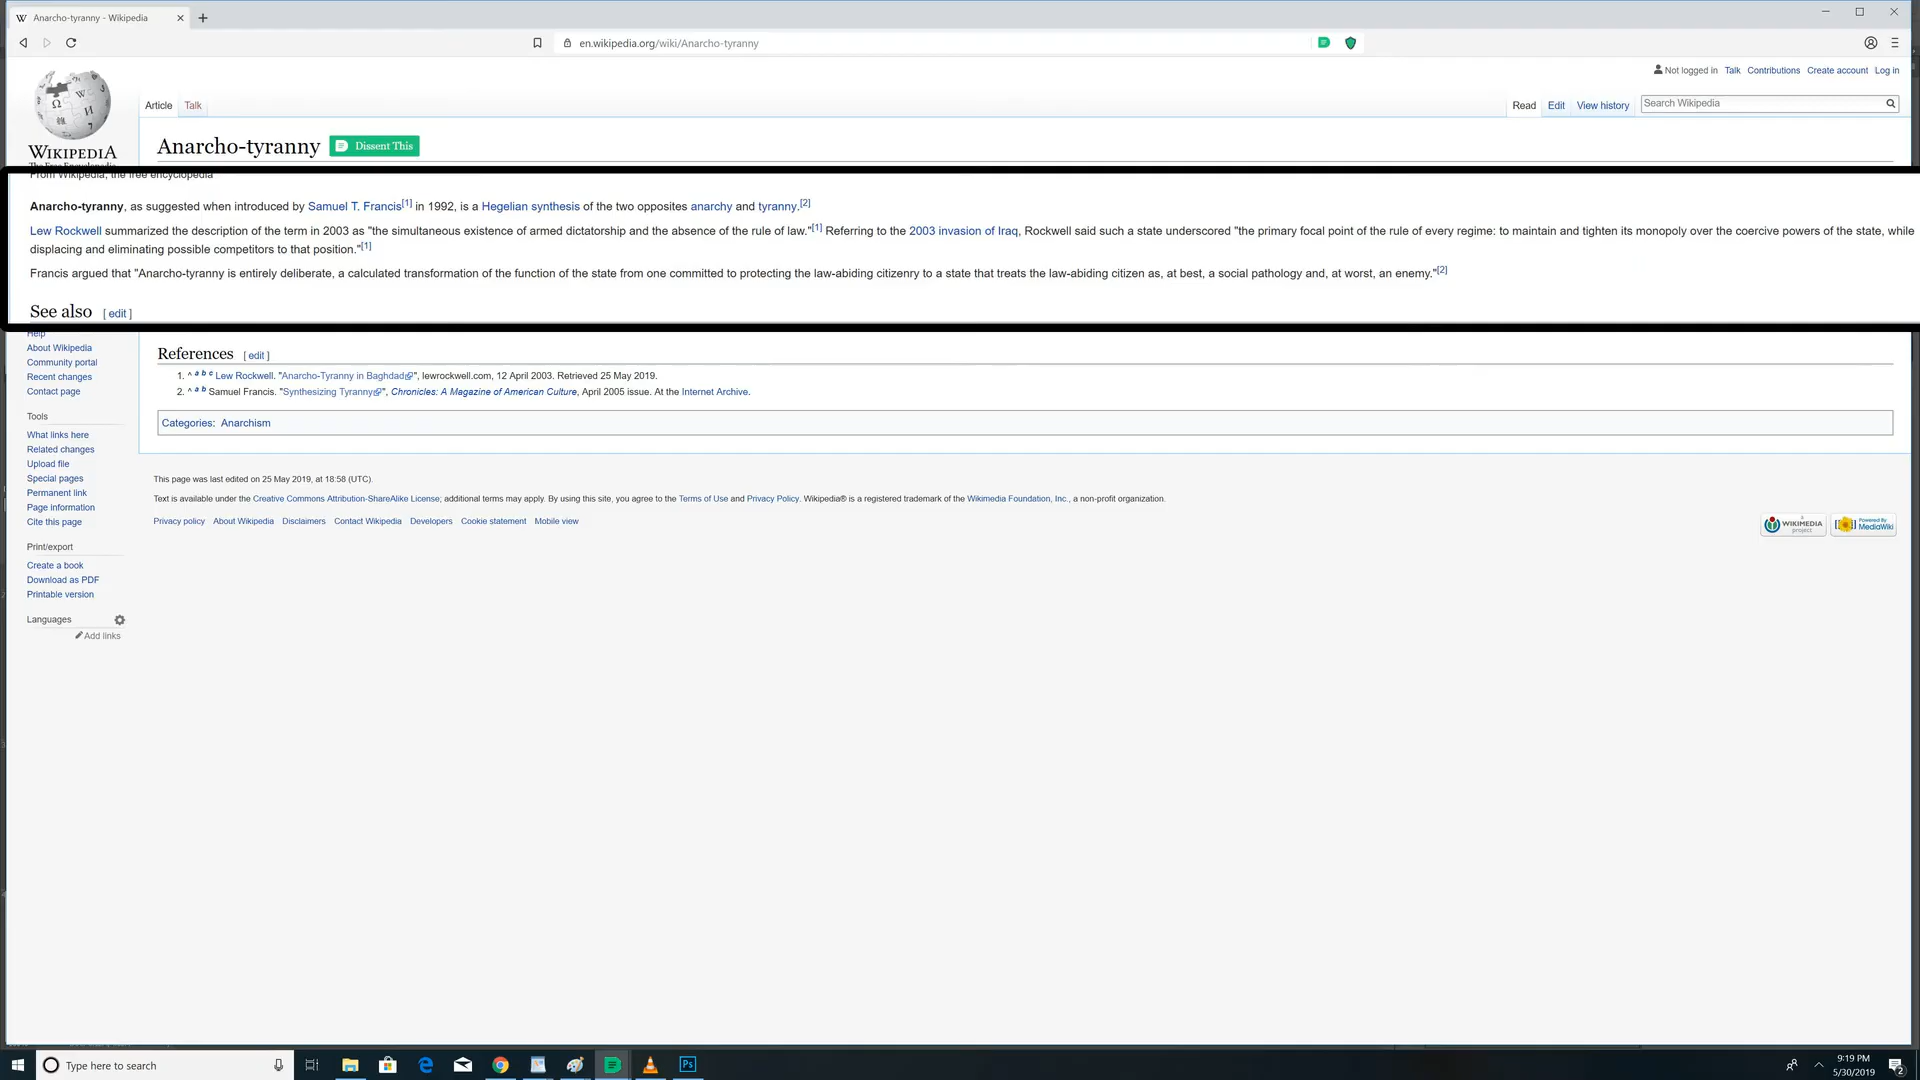 Anarcho-tyranny - Wikipedia
en.wikipedia.org/wiki/Anarcho-tyranny
Not logged in Talk Contributions Create account Log in
Article Talk
Read Edit View history Search Wikipedia
WIKIPEDIA
Anarcho-tyranny Dissent This
From Wikipedia, the free encyclopedia
Anarcho-tyranny, as suggested when introduced by Samuel T. Francis[1] in 1992, is a Hegelian synthesis of the two opposites anarchy and tyranny.[2]
Lew Rockwell summarized the description of the term in 2003 as "the simultaneous existence of armed dictatorship and the absence of the rule of law."[1] Referring to the 2003 invasion of Iraq, Rockwell said such a state underscored "the primary focal point of the rule of every regime: to maintain and tighten its monopoly over the coercive powers of the state, while
displacing and eliminating possible competitors to that position."[1]
Francis argued that "Anarcho-tyranny is entirely deliberate, a calculated transformation of the function of the state from one committed to protecting the law-abiding citizenry to a state that treats the law-abiding citizen as, at best, a social pathology and, at worst, an enemy."[2]
See also [ edit ]
Help
About Wikipedia
Community portal
Recent changes
Contact page
Tools
What links here
Related changes
Upload file
Special pages
Permanent link
Page information
Cite this page
Print/export
Create a book
Download as PDF
Printable version
Languages
Add links
References [ edit ]
1. ^ a b c Lew Rockwell. "Anarcho-Tyranny in Baghdad", lewrockwell.com, 12 April 2003. Retrieved 25 May 2019.
2. ^ a b Samuel Francis. "Synthesizing Tyranny", Chronicles: A Magazine of American Culture, April 2005 issue. At the Internet Archive.
Categories: Anarchism
This page was last edited on 25 May 2019, at 18:58 (UTC).
Text is available under the Creative Commons Attribution-ShareAlike License; additional terms may apply. By using this site, you agree to the Terms of Use and Privacy Policy. Wikipedia® is a registered trademark of the Wikimedia Foundation, Inc., a non-profit organization.
Privacy policy About Wikipedia Disclaimers Contact Wikipedia Developers Cookie statement Mobile view
WIKIMEDIA project
Powered By MediaWiki
Type here to search
Ps
9:19 PM
5/30/2019
2